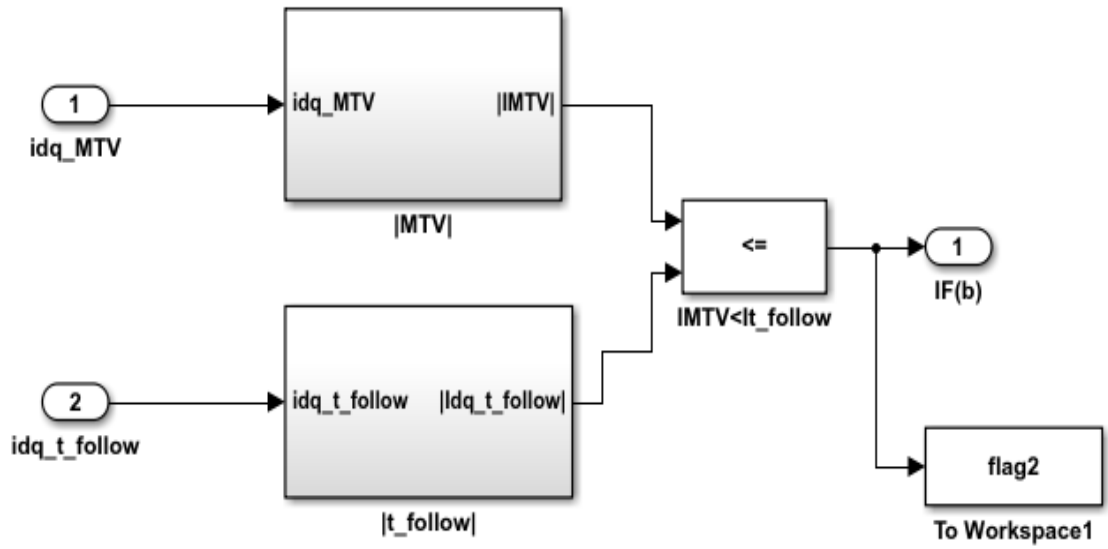 1
idq_MTV
idq_MTV
|IMTV|
|MTV|
<=
IMTV<It_follow
1
IF(b)
2
idq_t_follow
idq_t_follow
|Idq_t_follow|
|t_follow|
flag2
To Workspace1